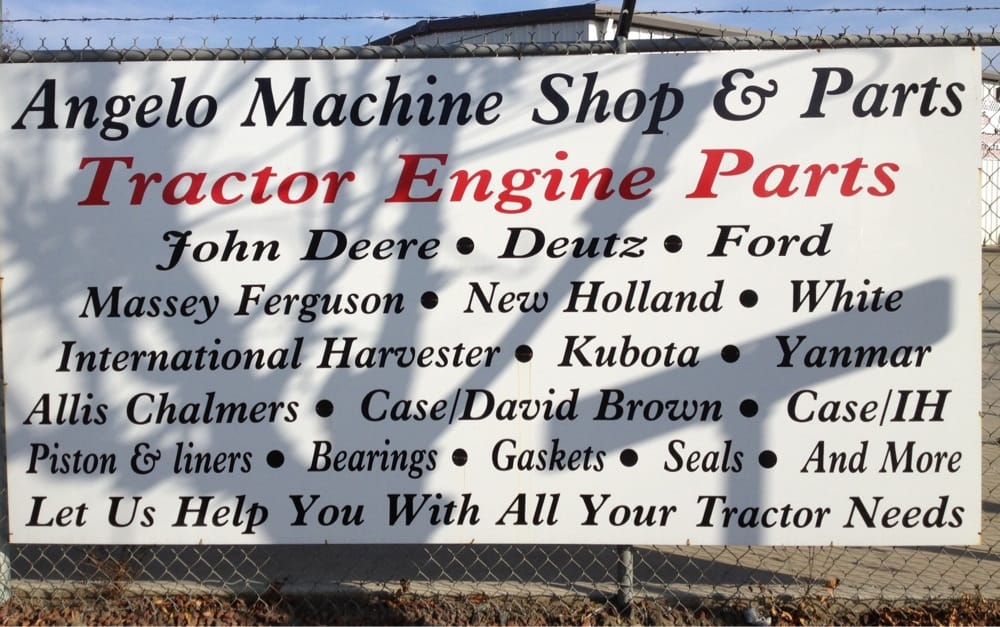 Angelo Machine Shop & Parts
Tractor Engine Parts
John Deere • Deutz • Ford
Massey Ferguson • New Holland • White
International Harvester • Kubota • Yanmar
Allis Chalmers • Case/David Brown • Case/IH
Piston & liners • Bearings • Gaskets • Seals • And More
Let Us Help You With All Your Tractor Needs